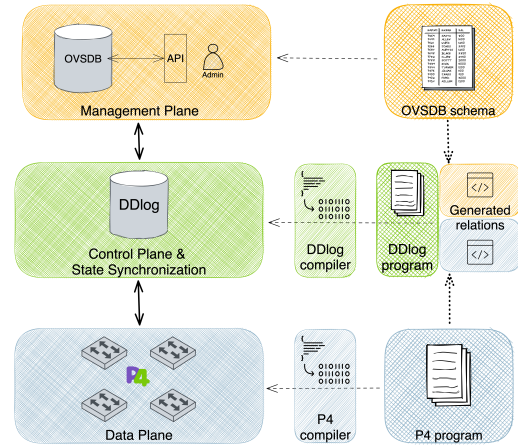 OVSDB
API
Admin
Management Plane
OVSDB schema
DDlog
Control Plane &
State Synchronization
DDlog
compiler
DDlog
program
</>
Generated
relations
</>
P4
Data Plane
P4
compiler
P4 program